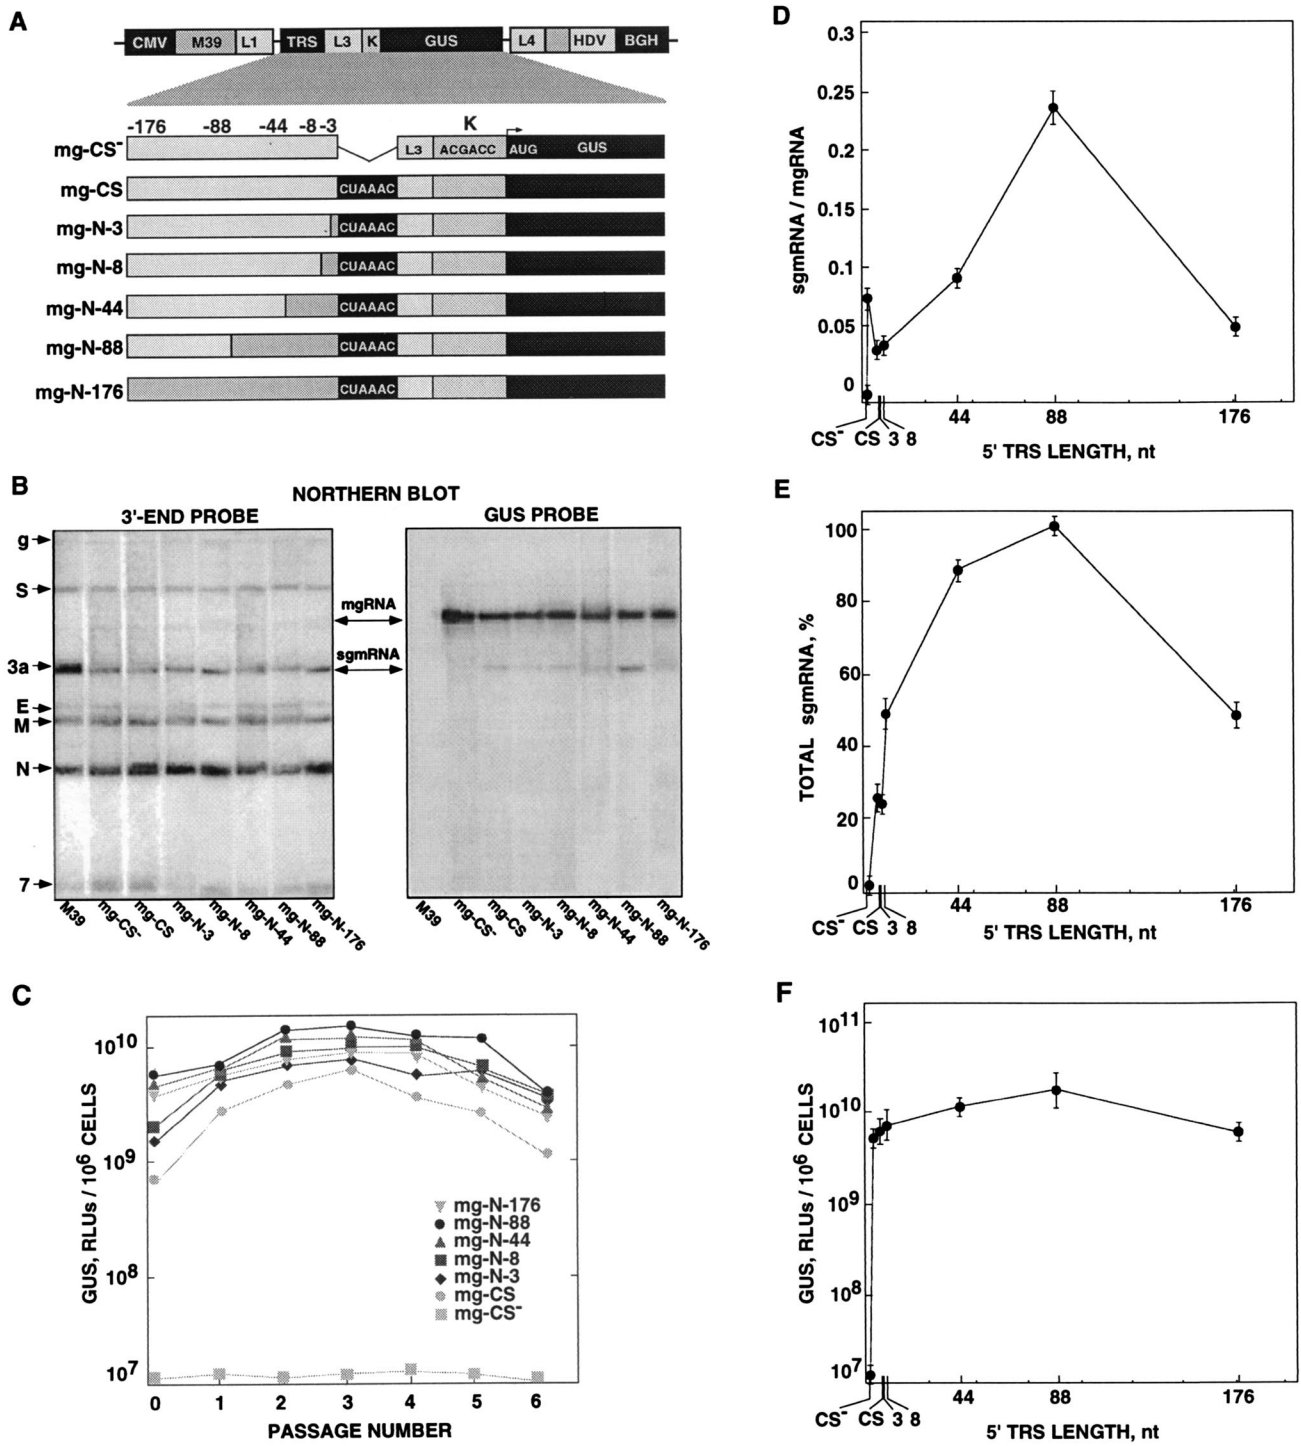 A
CMV M39 L1 TRS L3 K GUS L4 HDV BGH
-176 -88 -44 -8 -3 K
mg-CS⁻ L3 ACGACC AUG GUS
mg-CS CUAAAC
mg-N-3 CUAAAC
mg-N-8 CUAAAC
mg-N-44 CUAAAC
mg-N-88 CUAAAC
mg-N-176 CUAAAC
B
NORTHERN BLOT
3'-END PROBE GUS PROBE
g
S
mgRNA
3a
sgmRNA
E
M
N
7
M39 mg-CS⁻ mg-CS mg-N-3 mg-N-8 mg-N-44 mg-N-88 mg-N-176
M39 mg-CS⁻ mg-CS mg-N-3 mg-N-8 mg-N-44 mg-N-88 mg-N-176
C
GUS, RLUs / 10⁶ CELLS
10¹⁰
10⁹
10⁸
10⁷
mg-N-176
mg-N-88
mg-N-44
mg-N-8
mg-N-3
mg-CS
mg-CS⁻
0 1 2 3 4 5 6
PASSAGE NUMBER
D
sgmRNA / mgRNA
0.3
0.25
0.2
0.15
0.1
0.05
0
44 88 176
CS⁻ CS 3 8
5' TRS LENGTH, nt
E
TOTAL sgmRNA, %
100
80
60
40
20
0
44 88 176
CS⁻ CS 3 8
5' TRS LENGTH, nt
F
GUS, RLUs / 10⁶ CELLS
10¹¹
10¹⁰
10⁹
10⁸
10⁷
44 88 176
CS⁻ CS 3 8
5' TRS LENGTH, nt